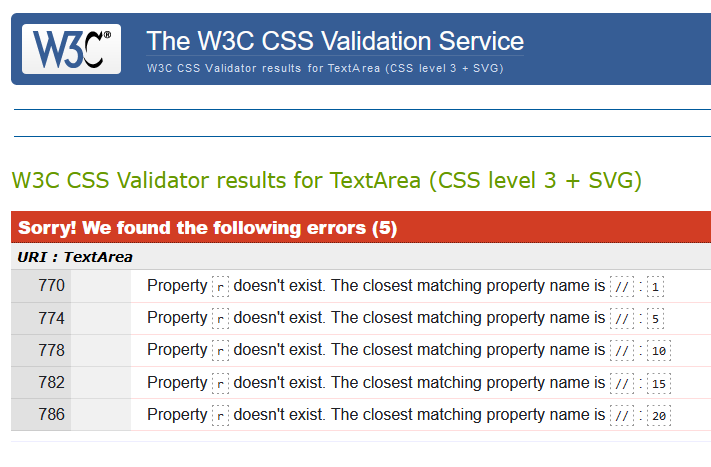 W3C®
The W3C CSS Validation Service
W3C CSS Validator results for TextArea (CSS level 3 + SVG)
W3C CSS Validator results for TextArea (CSS level 3 + SVG)
Sorry! We found the following errors (5)
URI : TextArea
770 Property r doesn't exist. The closest matching property name is // : 1
774 Property r doesn't exist. The closest matching property name is // : 5
778 Property r doesn't exist. The closest matching property name is // : 10
782 Property r doesn't exist. The closest matching property name is // : 15
786 Property r doesn't exist. The closest matching property name is // : 20